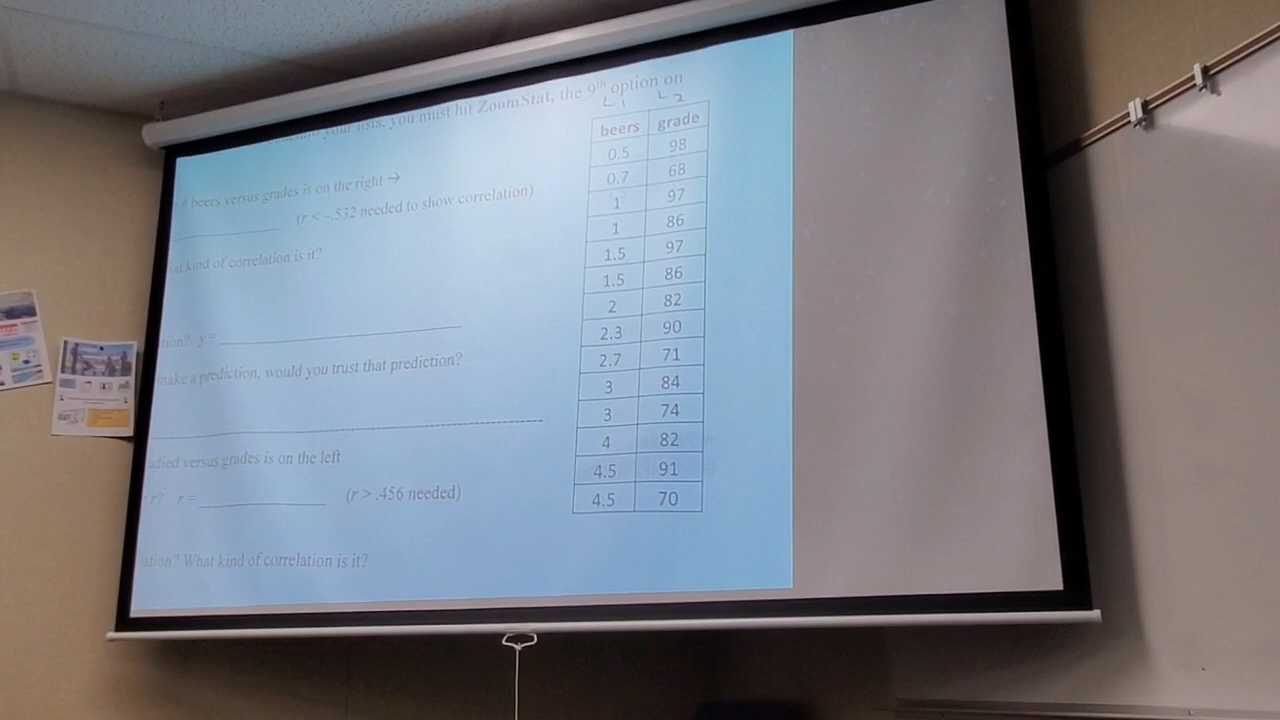 your lists, you must hit ZoomStat, the 9th option on
L1 L2
beers grade
0.5 98
0.7 68
1 97
1 86
1.5 97
1.5 86
2 82
2.3 90
2.7 71
3 84
3 74
4 82
4.5 91
4.5 70
# beers versus grades is on the right →
(r < –.532 needed to show correlation)
kind of correlation is it?
y =
make a prediction, would you trust that prediction?
versus grades is on the left
r? r = (r > .456 needed)
What kind of correlation is it?